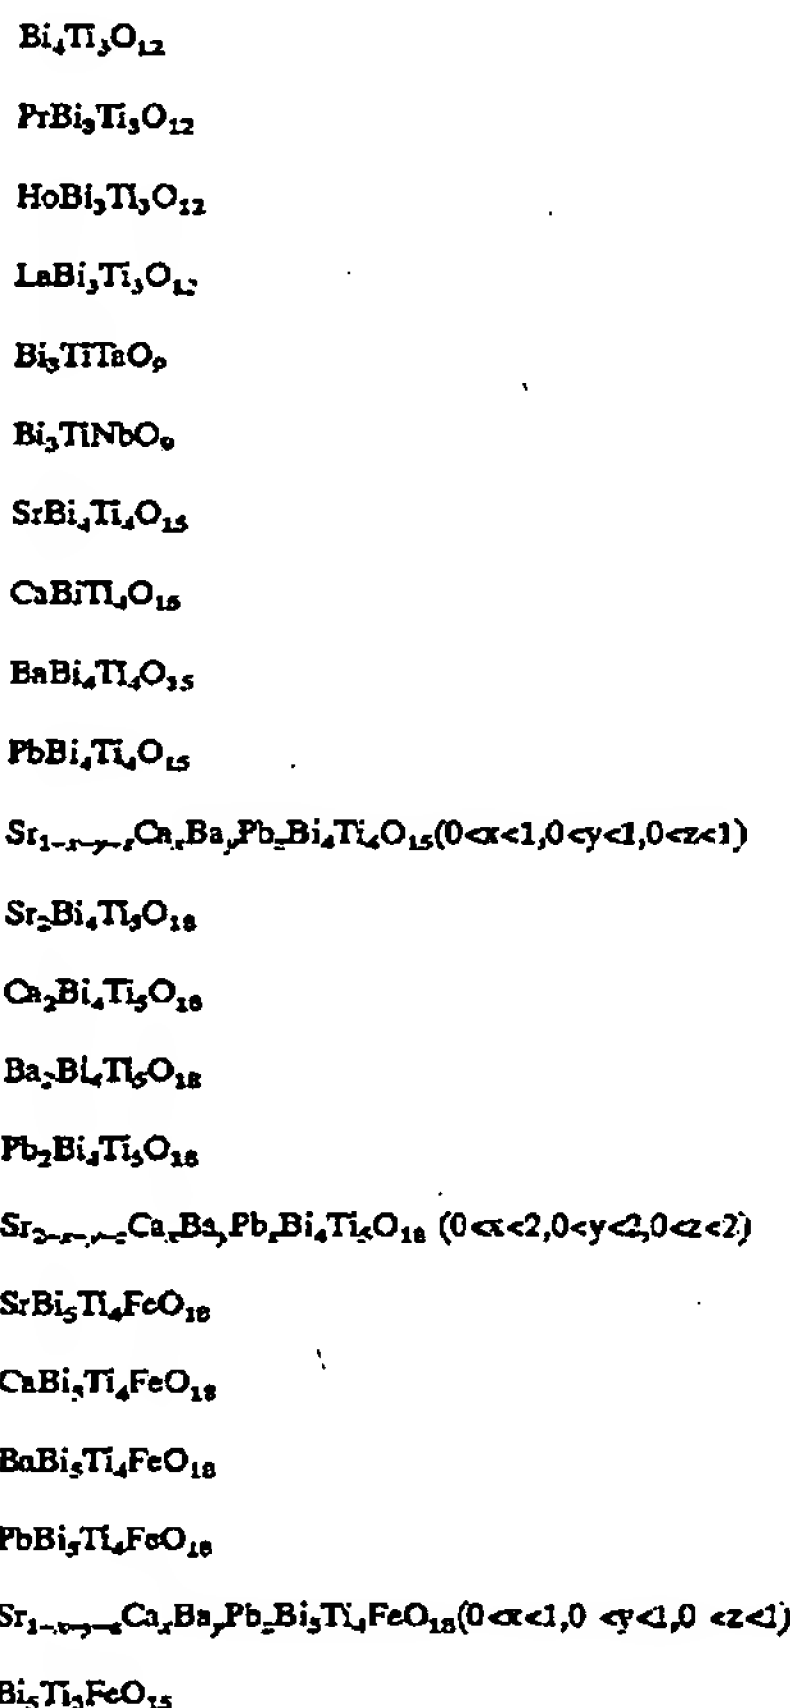 Bi₄Ti₃O₁₂
PrBi₃Ti₃O₁₂
HoBi₃Ti₃O₁₂
LaBi₃Ti₃O₁₂
Bi₃TiTaO₉
Bi₃TiNbO₉
SrBi₄Ti₄O₁₅
CaBiTi₄O₁₅
BaBi₄Ti₄O₁₅
PbBi₄Ti₄O₁₅
Sr₁₋ₓ₋y₋zCaₓBayPbzBi₄Ti₄O₁₅(0<x<1,0<y<1,0<z<1)
Sr₂Bi₄Ti₅O₁₈
Ca₂Bi₄Ti₅O₁₈
Ba₂Bi₄Ti₅O₁₈
Pb₂Bi₄Ti₅O₁₈
Sr₂₋ₓ₋y₋zCaₓBayPbzBi₄Ti₅O₁₈ (0<x<2,0<y<2,0<z<2)
SrBi₅Ti₄FeO₁₈
CaBi₅Ti₄FeO₁₈
BaBi₅Ti₄FeO₁₈
PbBi₅Ti₄FeO₁₈
Sr₁₋ₓ₋y₋zCaₓBayPbzBi₅Ti₄FeO₁₈(0<x<1,0 <y<1,0 <z<1)
Bi₅Ti₃FeO₁₅